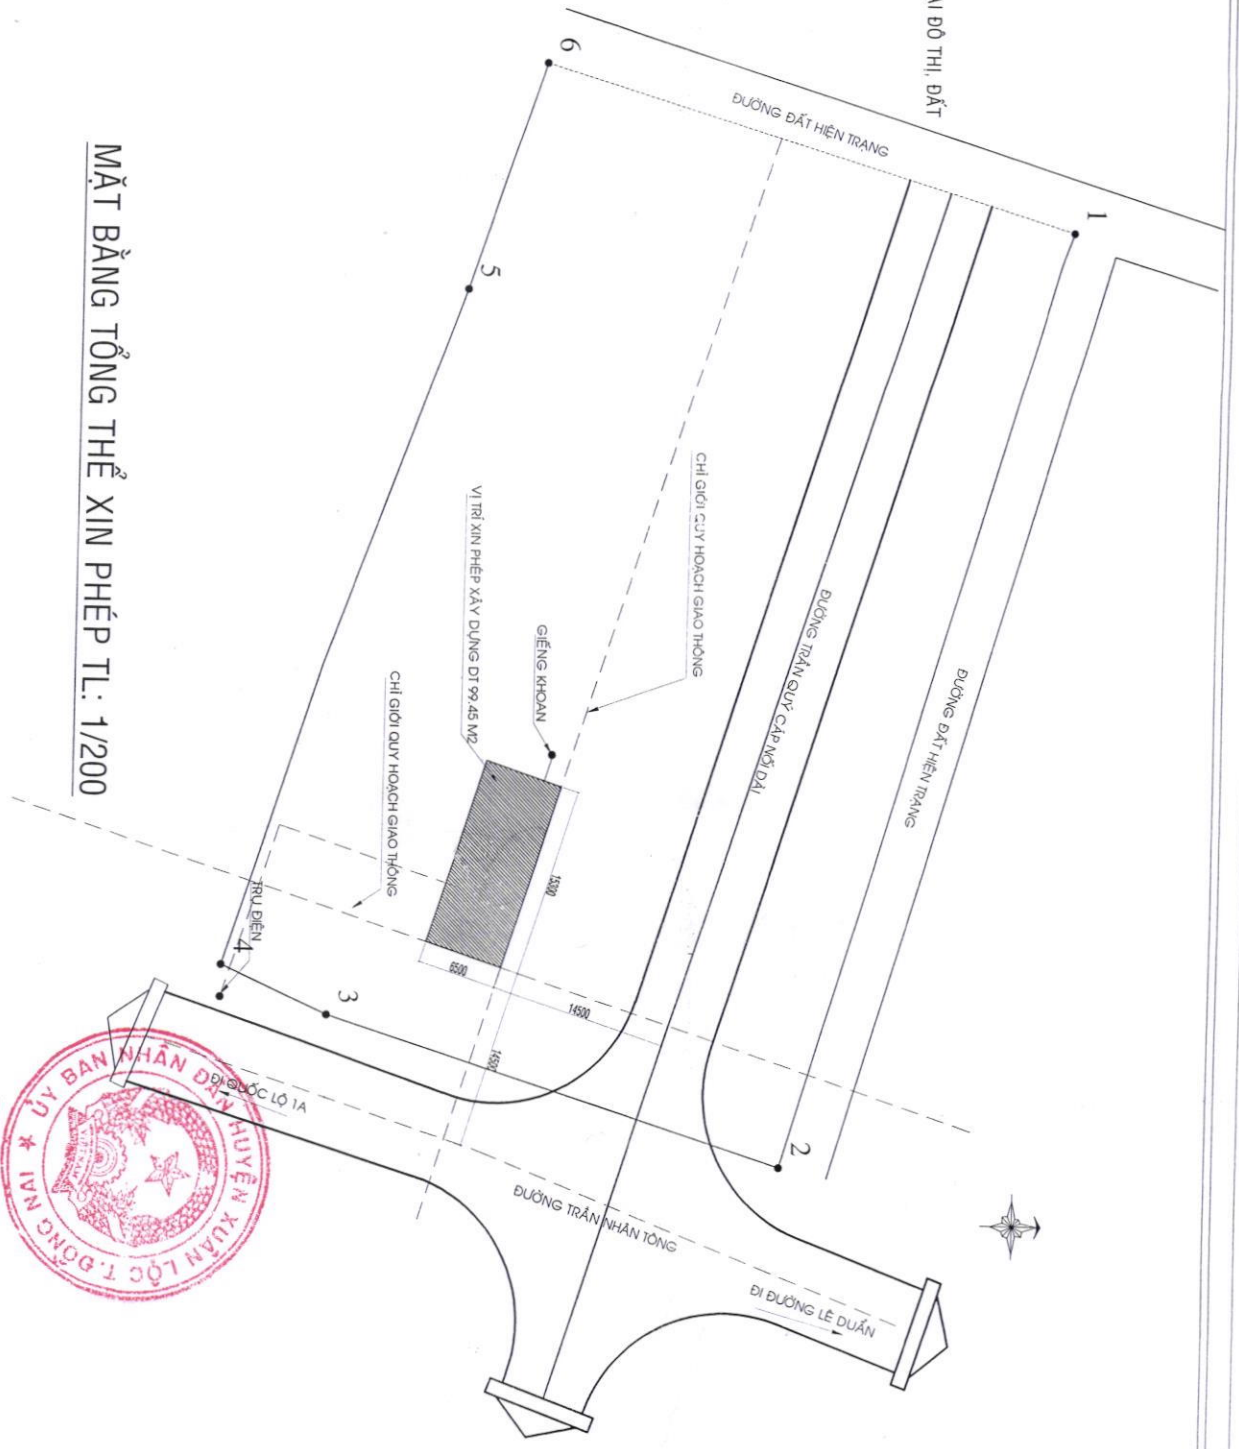 ẠI ĐÔ THỊ, ĐẤT
6
ĐƯỜNG ĐẤT HIỆN TRẠNG
1
5
CHỈ GIỚI QUY HOẠCH GIAO THÔNG
ĐƯỜNG TRẦN QUÝ CÁP NỐI DÀI
ĐƯỜNG ĐẤT HIỆN TRẠNG
VỊ TRÍ XIN PHÉP XÂY DỰNG DT 99.45 M2
GIẾNG KHOAN
CHỈ GIỚI QUY HOẠCH GIAO THÔNG
TRỤ ĐIỆN
4
3
15300
6500
14500
14500
2
ĐI QUỐC LỘ 1A
ĐƯỜNG TRẦN NHÂN TÔNG
ĐI ĐƯỜNG LÊ DUẨN
MẶT BẰNG TỔNG THỂ XIN PHÉP TL: 1/200
ỦY BAN NHÂN DÂN HUYỆN XUÂN LỘC T.ĐỒNG NAI
VIỆT NAM